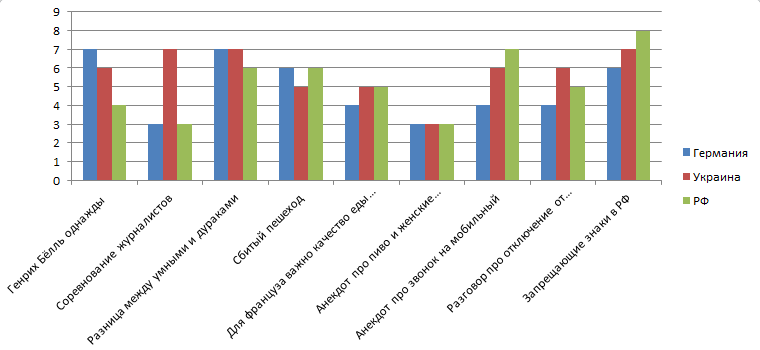 9
8
7
6
5
4
3
2
1
0
Генрих Бёлль однажды
Соревнование журналистов
Разница между умными и дураками
Сбитый пешеход
Для француза важно качество еды…
Анекдот про пиво и женские…
Анекдот про звонок на мобильный
Разговор про отключение от…
Запрещающие знаки в РФ
Германия
Украина
РФ